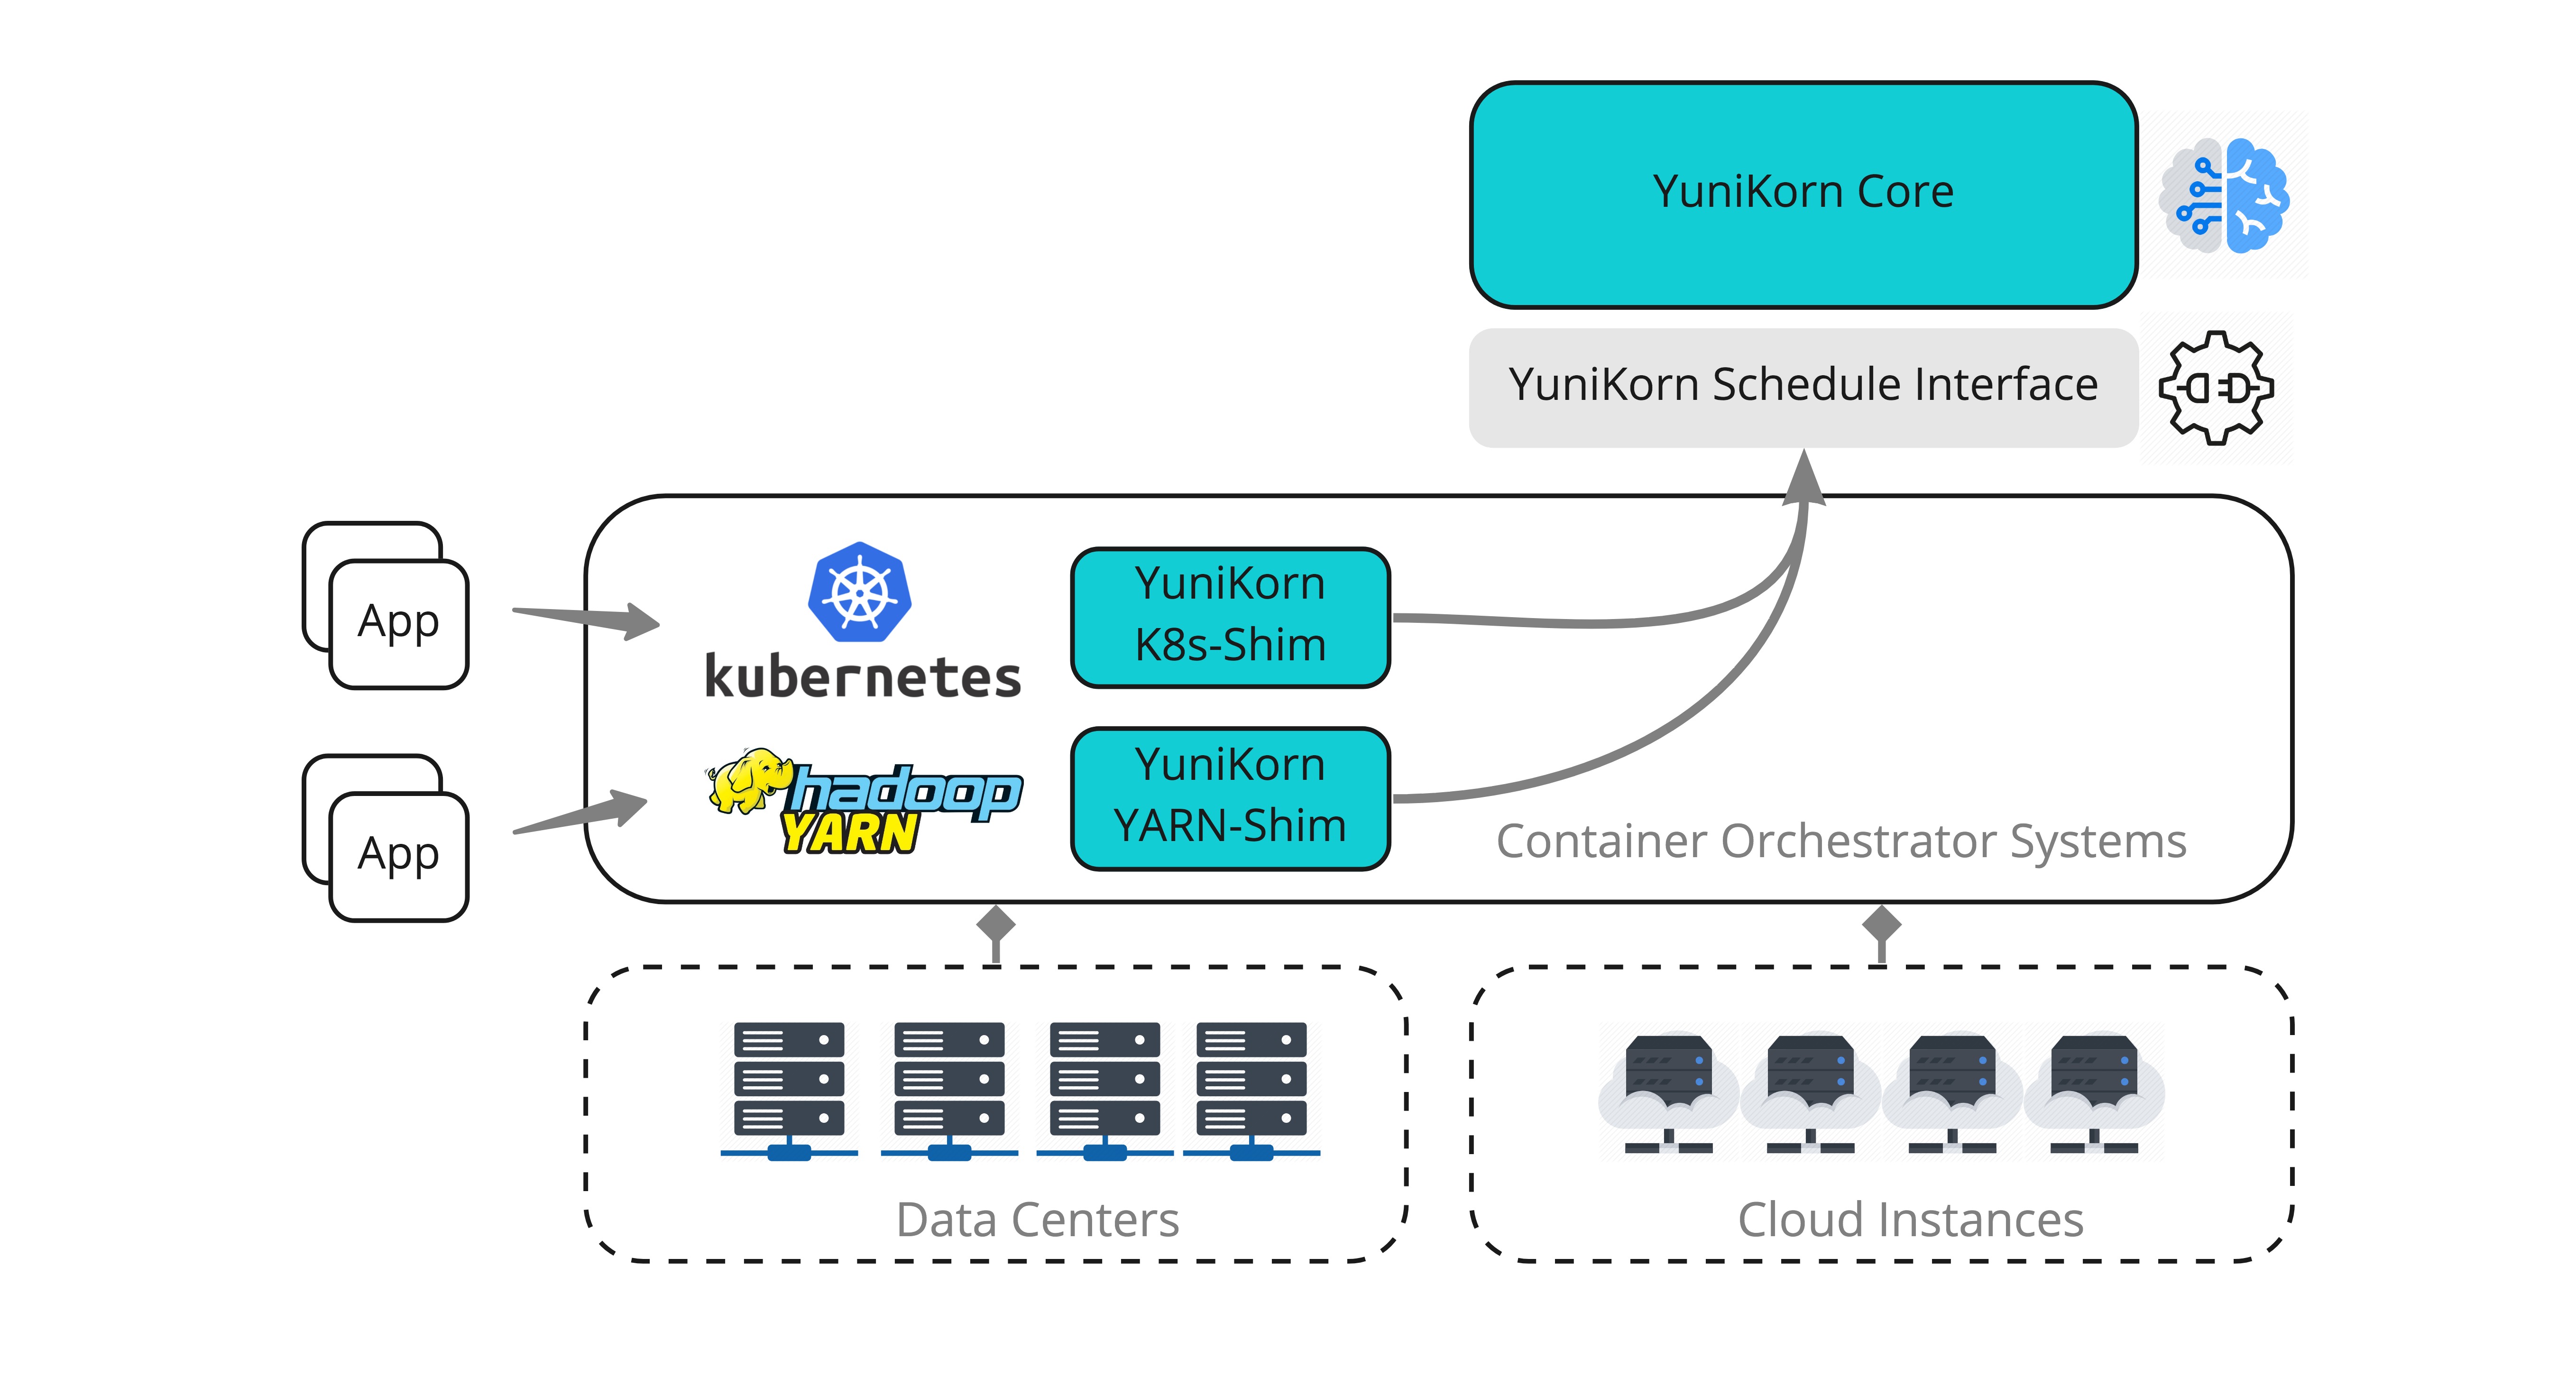 YuniKorn Core
YuniKorn Schedule Interface
App
kubernetes
YuniKorn
K8s-Shim
App
hadoop
YARN
YuniKorn
YARN-Shim
Container Orchestrator Systems
Data Centers
Cloud Instances